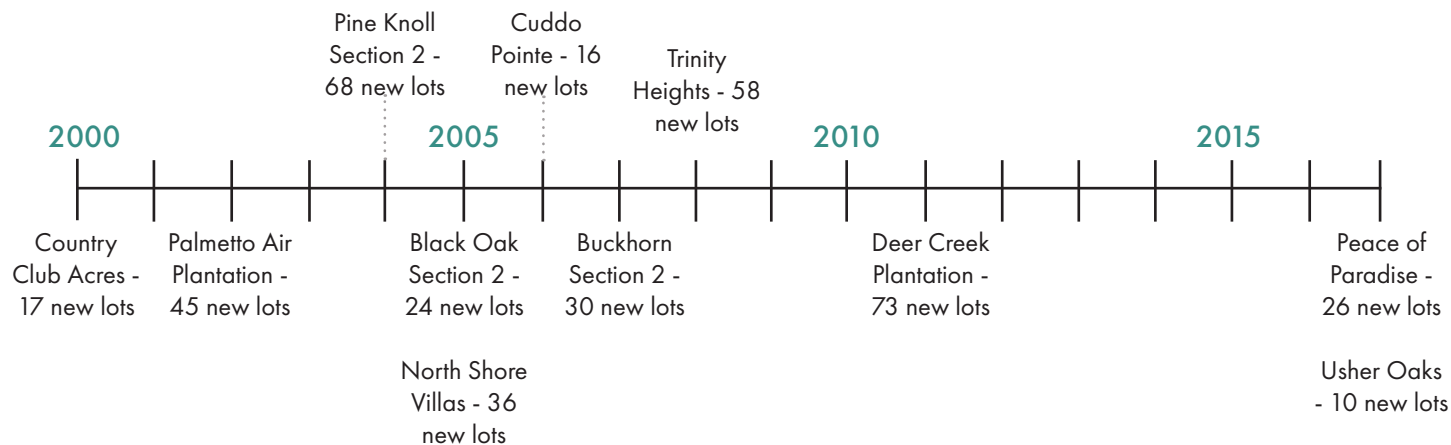 Pine Knoll
Section 2 -
68 new lots
Cuddo
Pointe - 16
new lots
Trinity
Heights - 58
new lots
2000
2005
2010
2015
Country
Club Acres -
17 new lots
Palmetto Air
Plantation -
45 new lots
Black Oak
Section 2 -
24 new lots
Buckhorn
Section 2 -
30 new lots
Deer Creek
Plantation -
73 new lots
Peace of
Paradise -
26 new lots
North Shore
Villas - 36
new lots
Usher Oaks
- 10 new lots